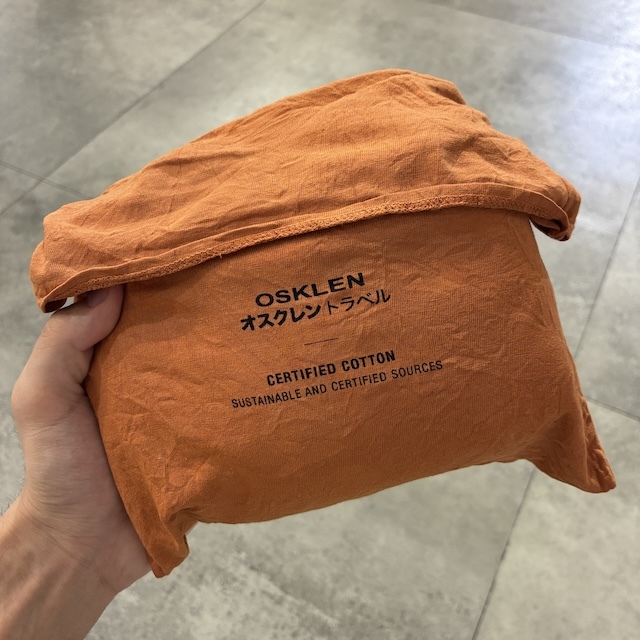 OSKLEN
オスクレントラベル
CERTIFIED COTTON
SUSTAINABLE AND CERTIFIED SOURCES